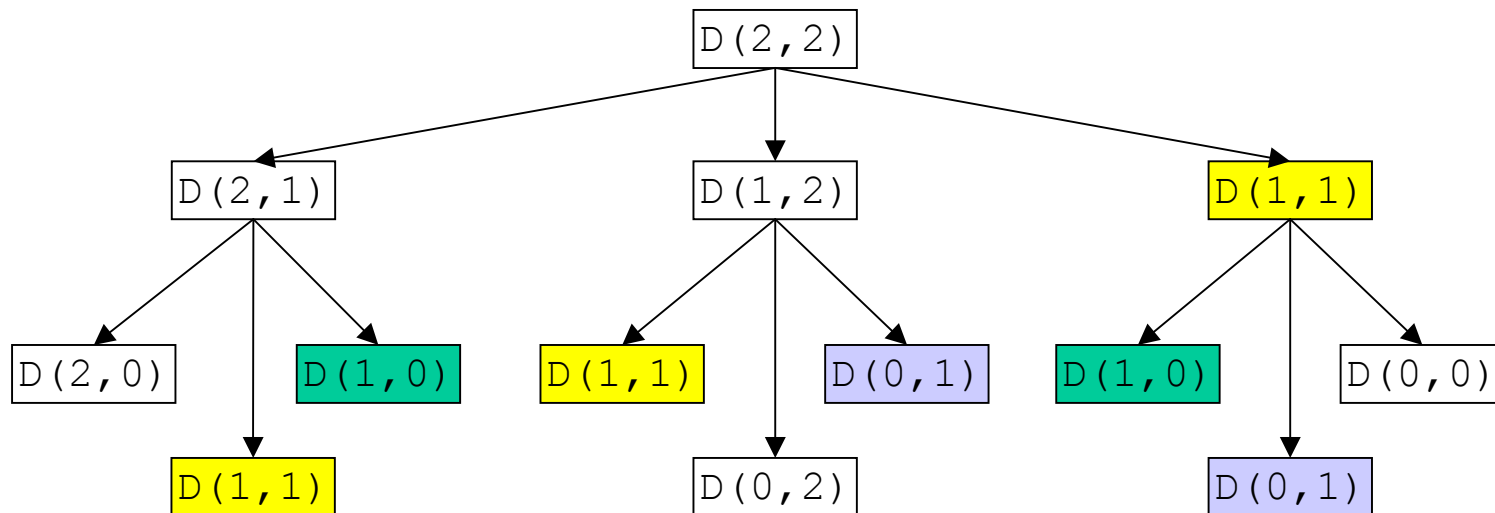 D(2,2)
D(2,1)
D(1,2)
D(1,1)
D(2,0)
D(1,0)
D(1,1)
D(0,1)
D(1,0)
D(0,0)
D(1,1)
D(0,2)
D(0,1)